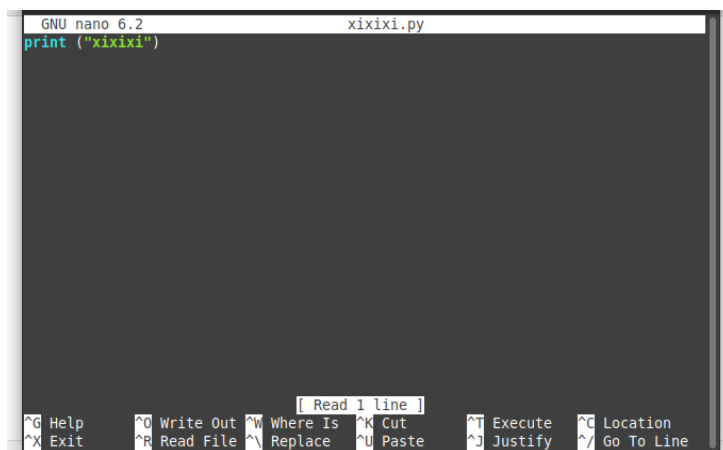 GNU nano 6.2 xixixi.py
print ("xixixi")
[ Read 1 line ]
^G Help ^O Write Out ^W Where Is ^K Cut ^T Execute ^C Location
^X Exit ^R Read File ^\ Replace ^U Paste ^J Justify ^/ Go To Line